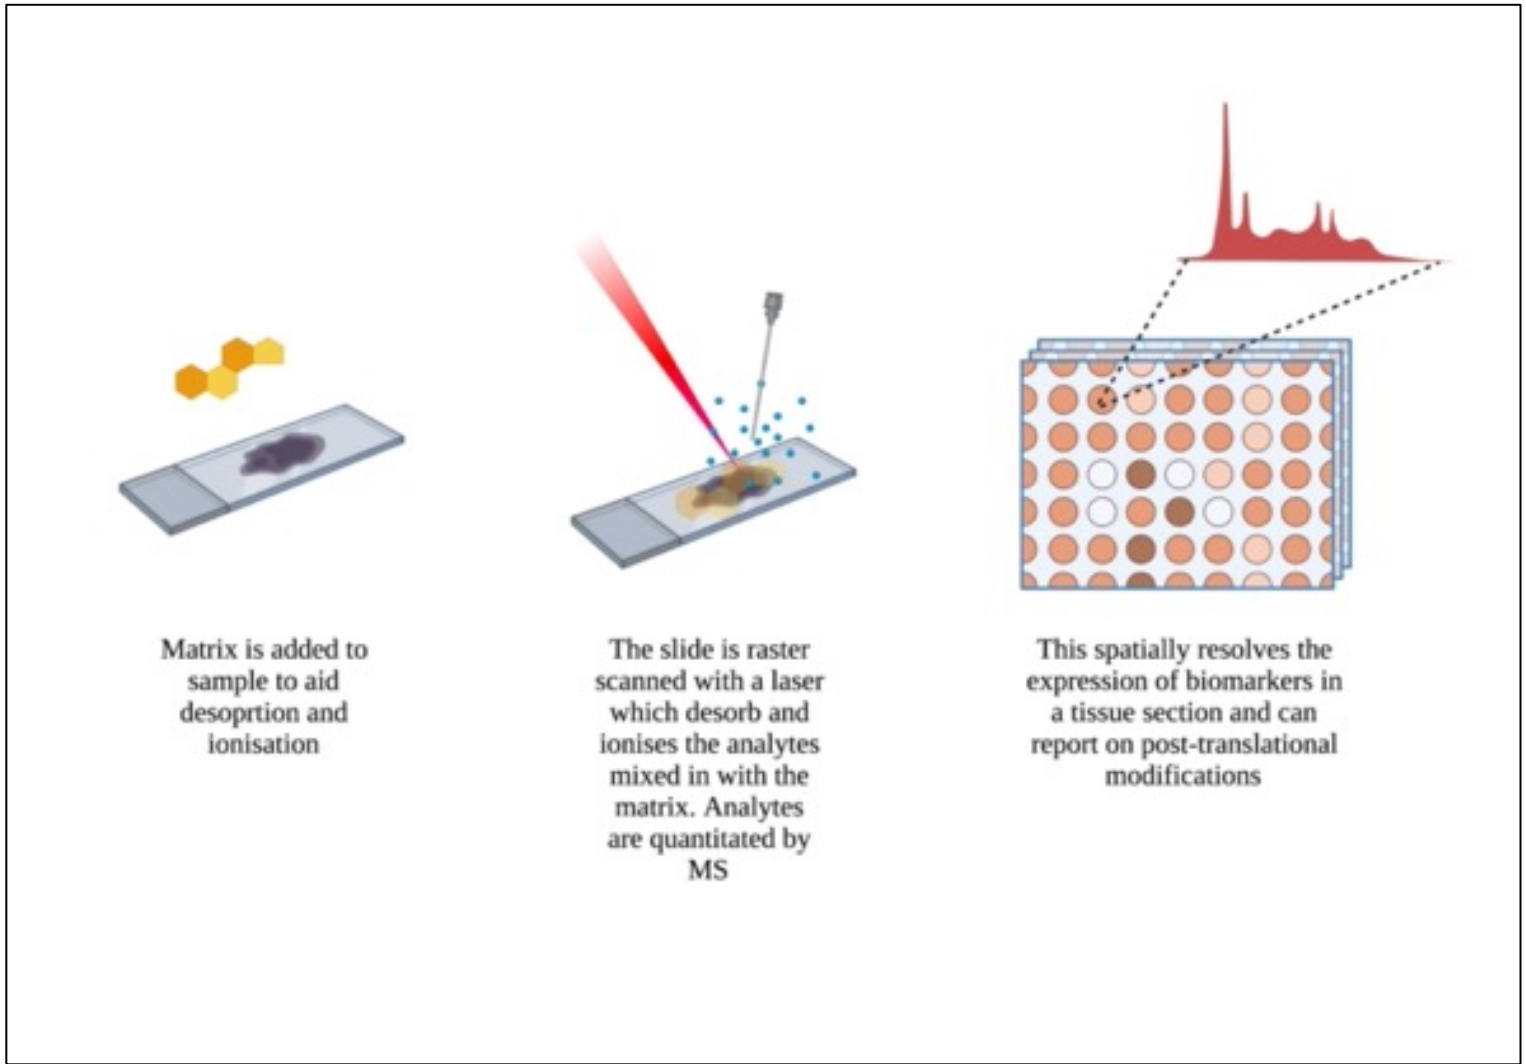 Matrix is added to
sample to aid
desoprtion and
ionisation
The slide is raster
scanned with a laser
which desorb and
ionises the analytes
mixed in with the
matrix. Analytes
are quantitated by
MS
This spatially resolves the
expression of biomarkers in
a tissue section and can
report on post-translational
modifications